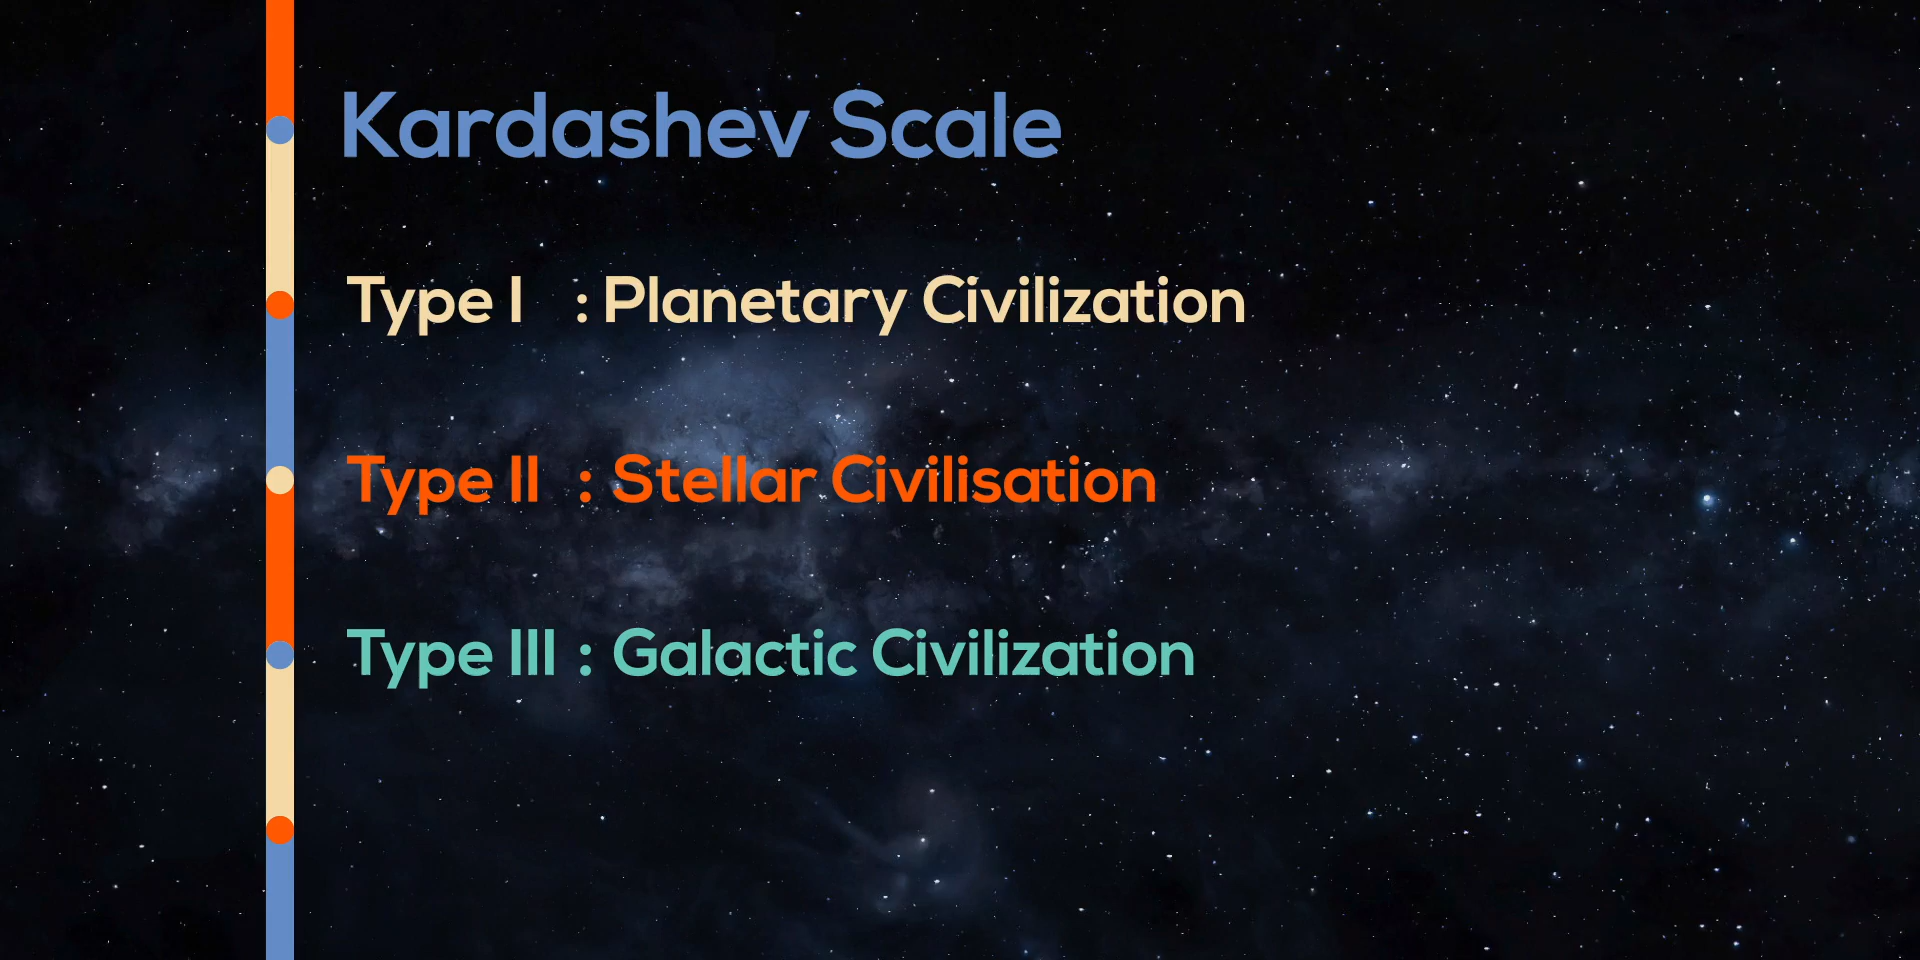 Kardashev Scale
Type I : Planetary Civilization
Type II : Stellar Civilisation
Type III : Galactic Civilization